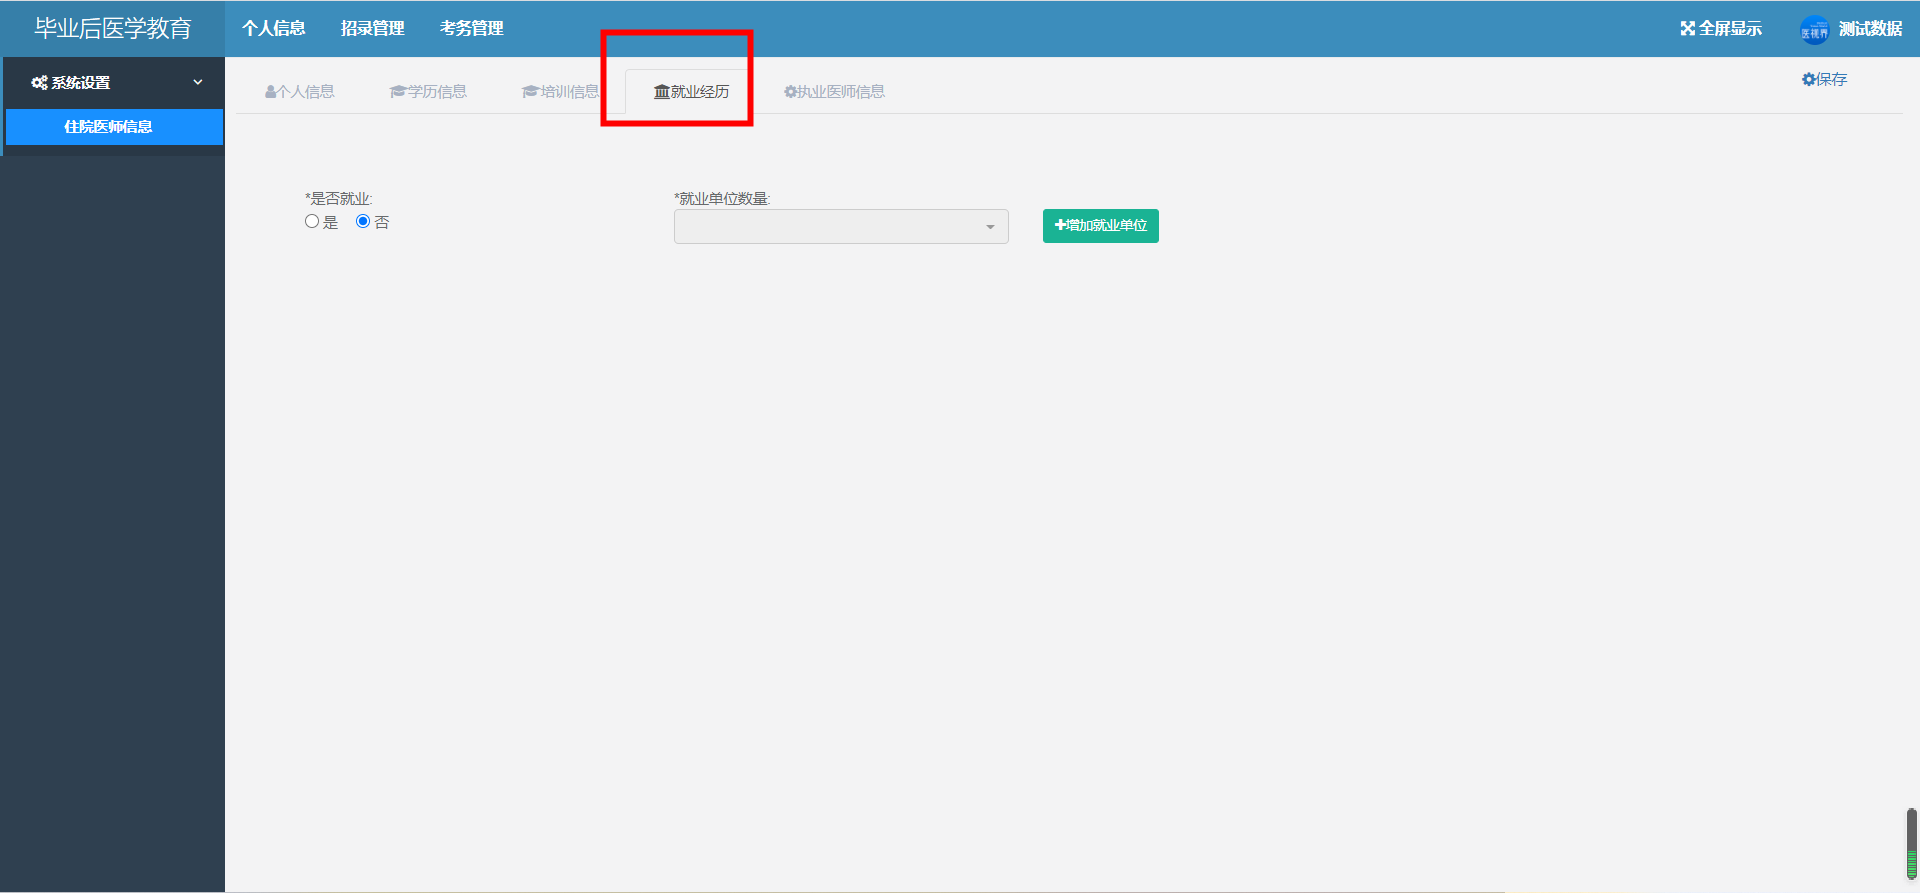 毕业后医学教育
个人信息 招录管理 考务管理
全屏显示 医视界 测试数据
系统设置
住院医师信息
个人信息 学历信息 培训信息 就业经历 执业医师信息
保存
*是否就业:
是 否
*就业单位数量:
增加就业单位